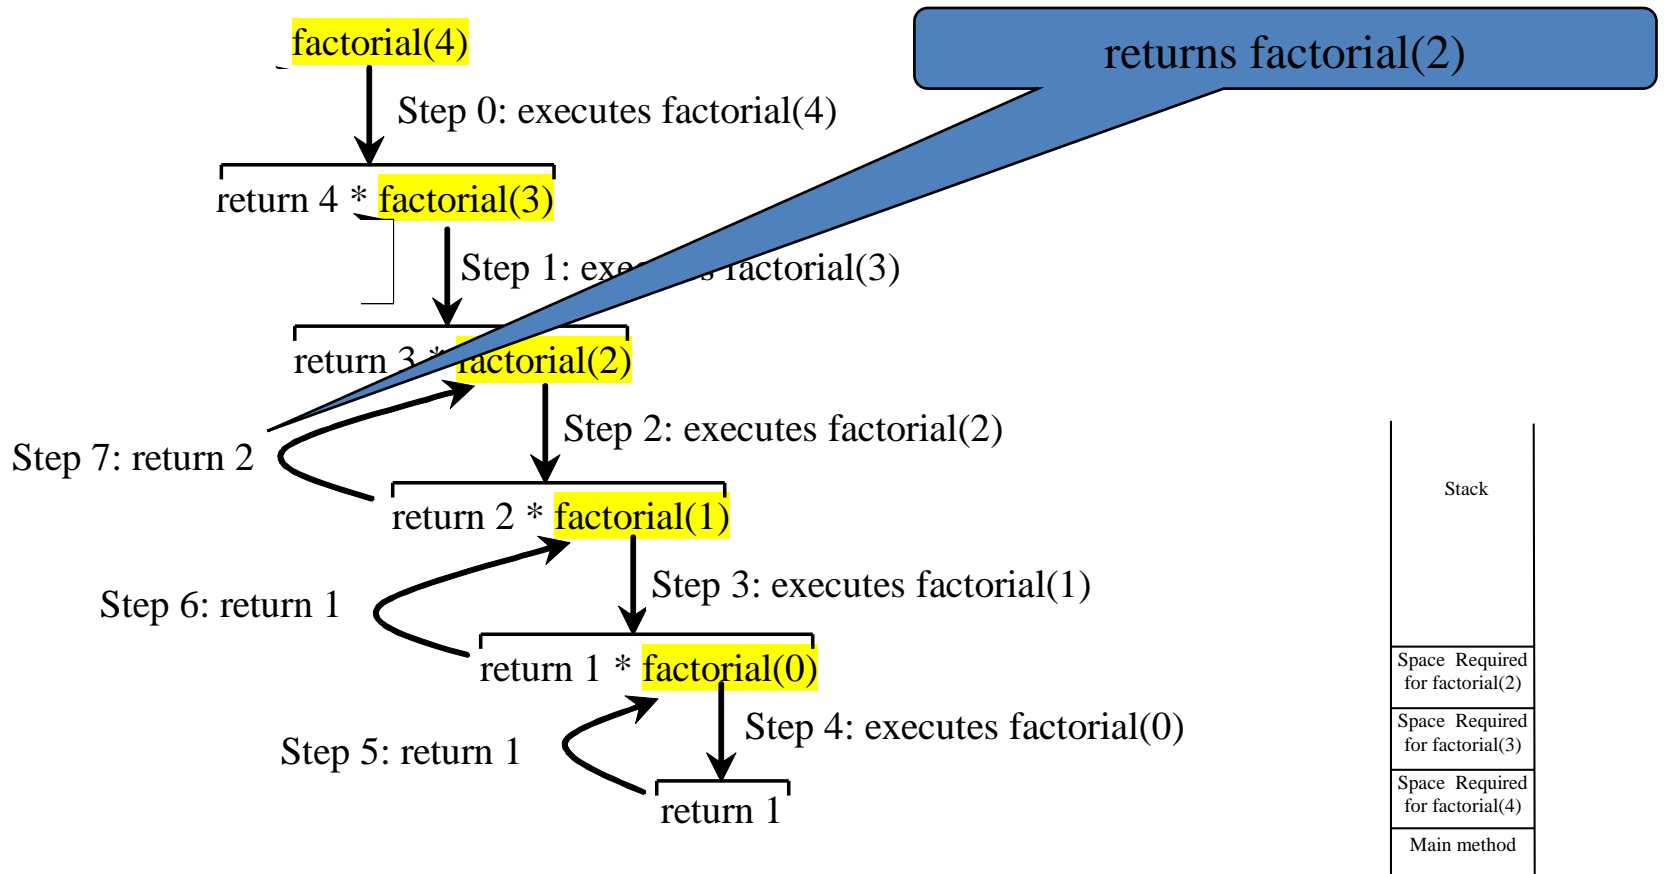 factorial(4)
returns factorial(2)
Step 0: executes factorial(4)
return 4 * factorial(3)
Step 1: factorial(3)
return 3 * factorial(2)
Step 2: executes factorial(2)
Step 7: return 2
return 2 * factorial(1)
Step 3: executes factorial(1)
Step 6: return 1
return 1 * factorial(0)
Step 4: executes factorial(0)
Step 5: return 1
return 1
Stack
Space Required
for factorial(2)
Space Required
for factorial(3)
Space Required
for factorial(4)
Main method